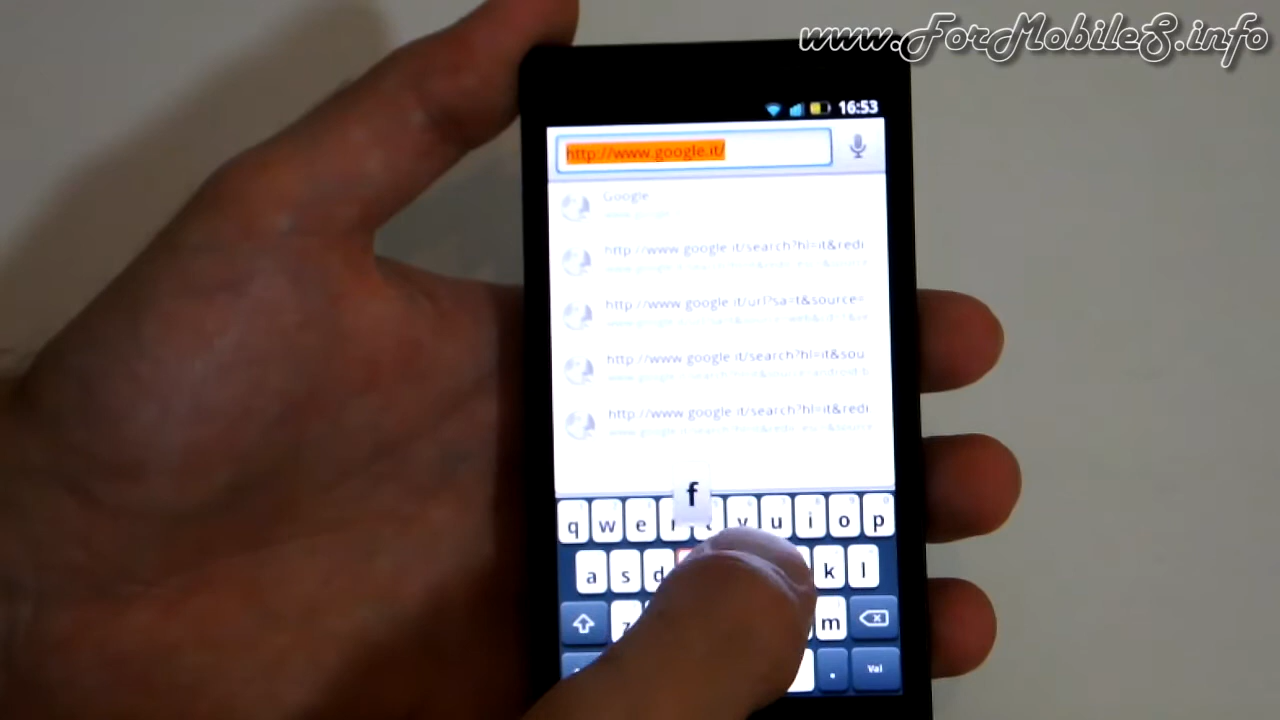 www.ForMobileS.info
16:53
http://www.google.it/
Google
www.google
http://www.google.it/search?hl=it&redi
http://www.google.it/url?sa=t&source=
http://www.google.it/search?hl=it&sou
http://www.google.it/search?hl=it&redi
f
q w e r t y u i o p
a s d k l
z m
. Vai